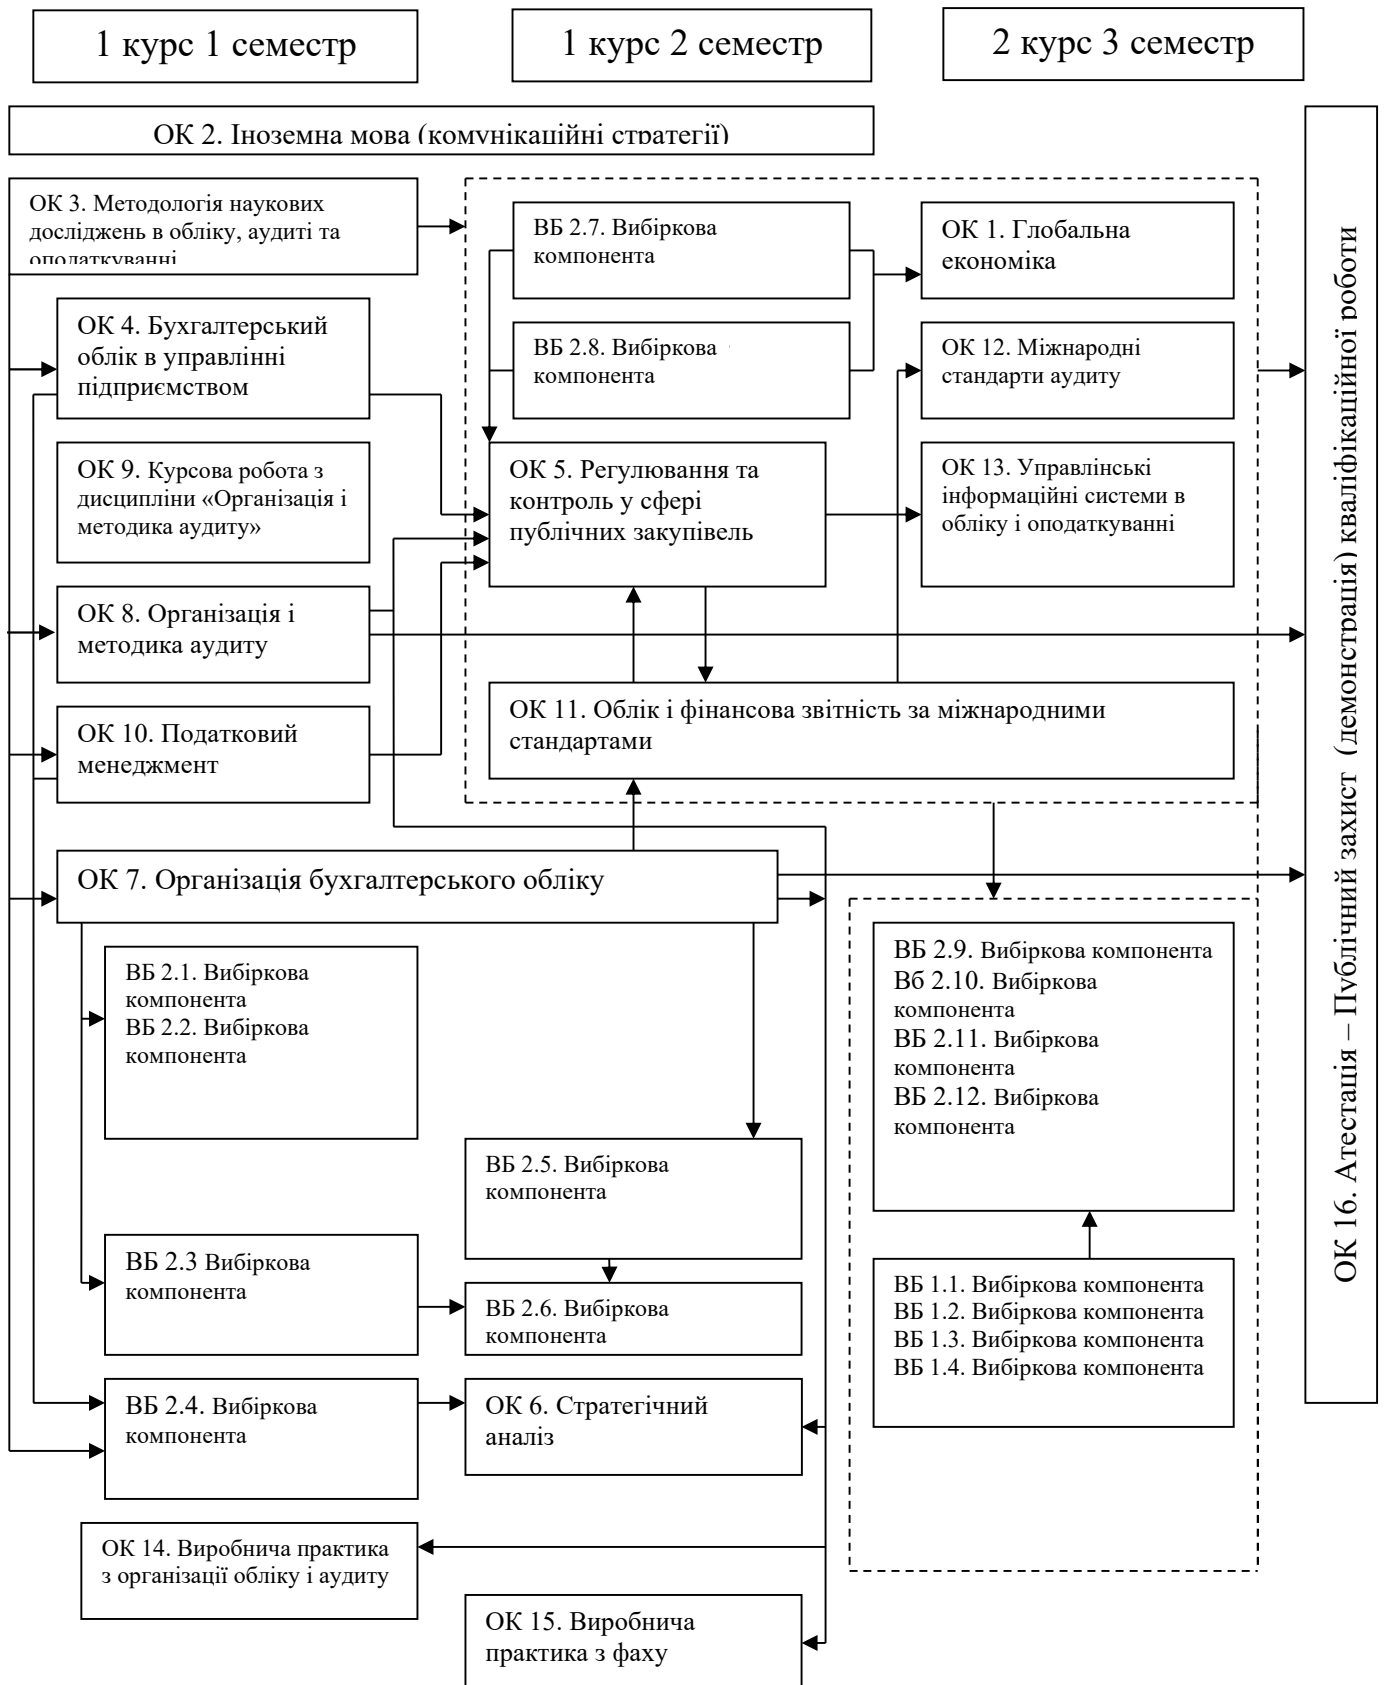 1 курс 1 семестр
1 курс 2 семестр
2 курс 3 семестр
ОК 2. Іноземна мова (комунікаційні стратегії)
ОК 3. Методологія наукових
досліджень в обліку, аудиті та
оподаткуванні
ВБ 2.7. Вибіркова
компонента
ОК 1. Глобальна
економіка
ОК 4. Бухгалтерський
облік в управлінні
підприємством
ВБ 2.8. Вибіркова
компонента
ОК 12. Міжнародні
стандарти аудиту
ОК 9. Курсова робота з
дисципліни «Організація і
методика аудиту»
ОК 5. Регулювання та
контроль у сфері
публічних закупівель
ОК 13. Управлінські
інформаційні системи в
обліку і оподаткуванні
ОК 8. Організація і
методика аудиту
ОК 10. Податковий
менеджмент
ОК 11. Облік і фінансова звітність за міжнародними
стандартами
ОК 7. Організація бухгалтерського обліку
ВБ 2.1. Вибіркова
компонента
ВБ 2.2. Вибіркова
компонента
ВБ 2.9. Вибіркова компонента
Вб 2.10. Вибіркова
компонента
ВБ 2.11. Вибіркова
компонента
ВБ 2.12. Вибіркова
компонента
ВБ 2.5. Вибіркова
компонента
ВБ 2.3 Вибіркова
компонента
ВБ 2.6. Вибіркова
компонента
ВБ 1.1. Вибіркова компонента
ВБ 1.2. Вибіркова компонента
ВБ 1.3. Вибіркова компонента
ВБ 1.4. Вибіркова компонента
ВБ 2.4. Вибіркова
компонента
ОК 6. Стратегічний
аналіз
ОК 14. Виробнича практика
з організації обліку і аудиту
ОК 15. Виробнича
практика з фаху
ОК 16. Атестація – Публічний захист (демонстрація) кваліфікаційної роботи